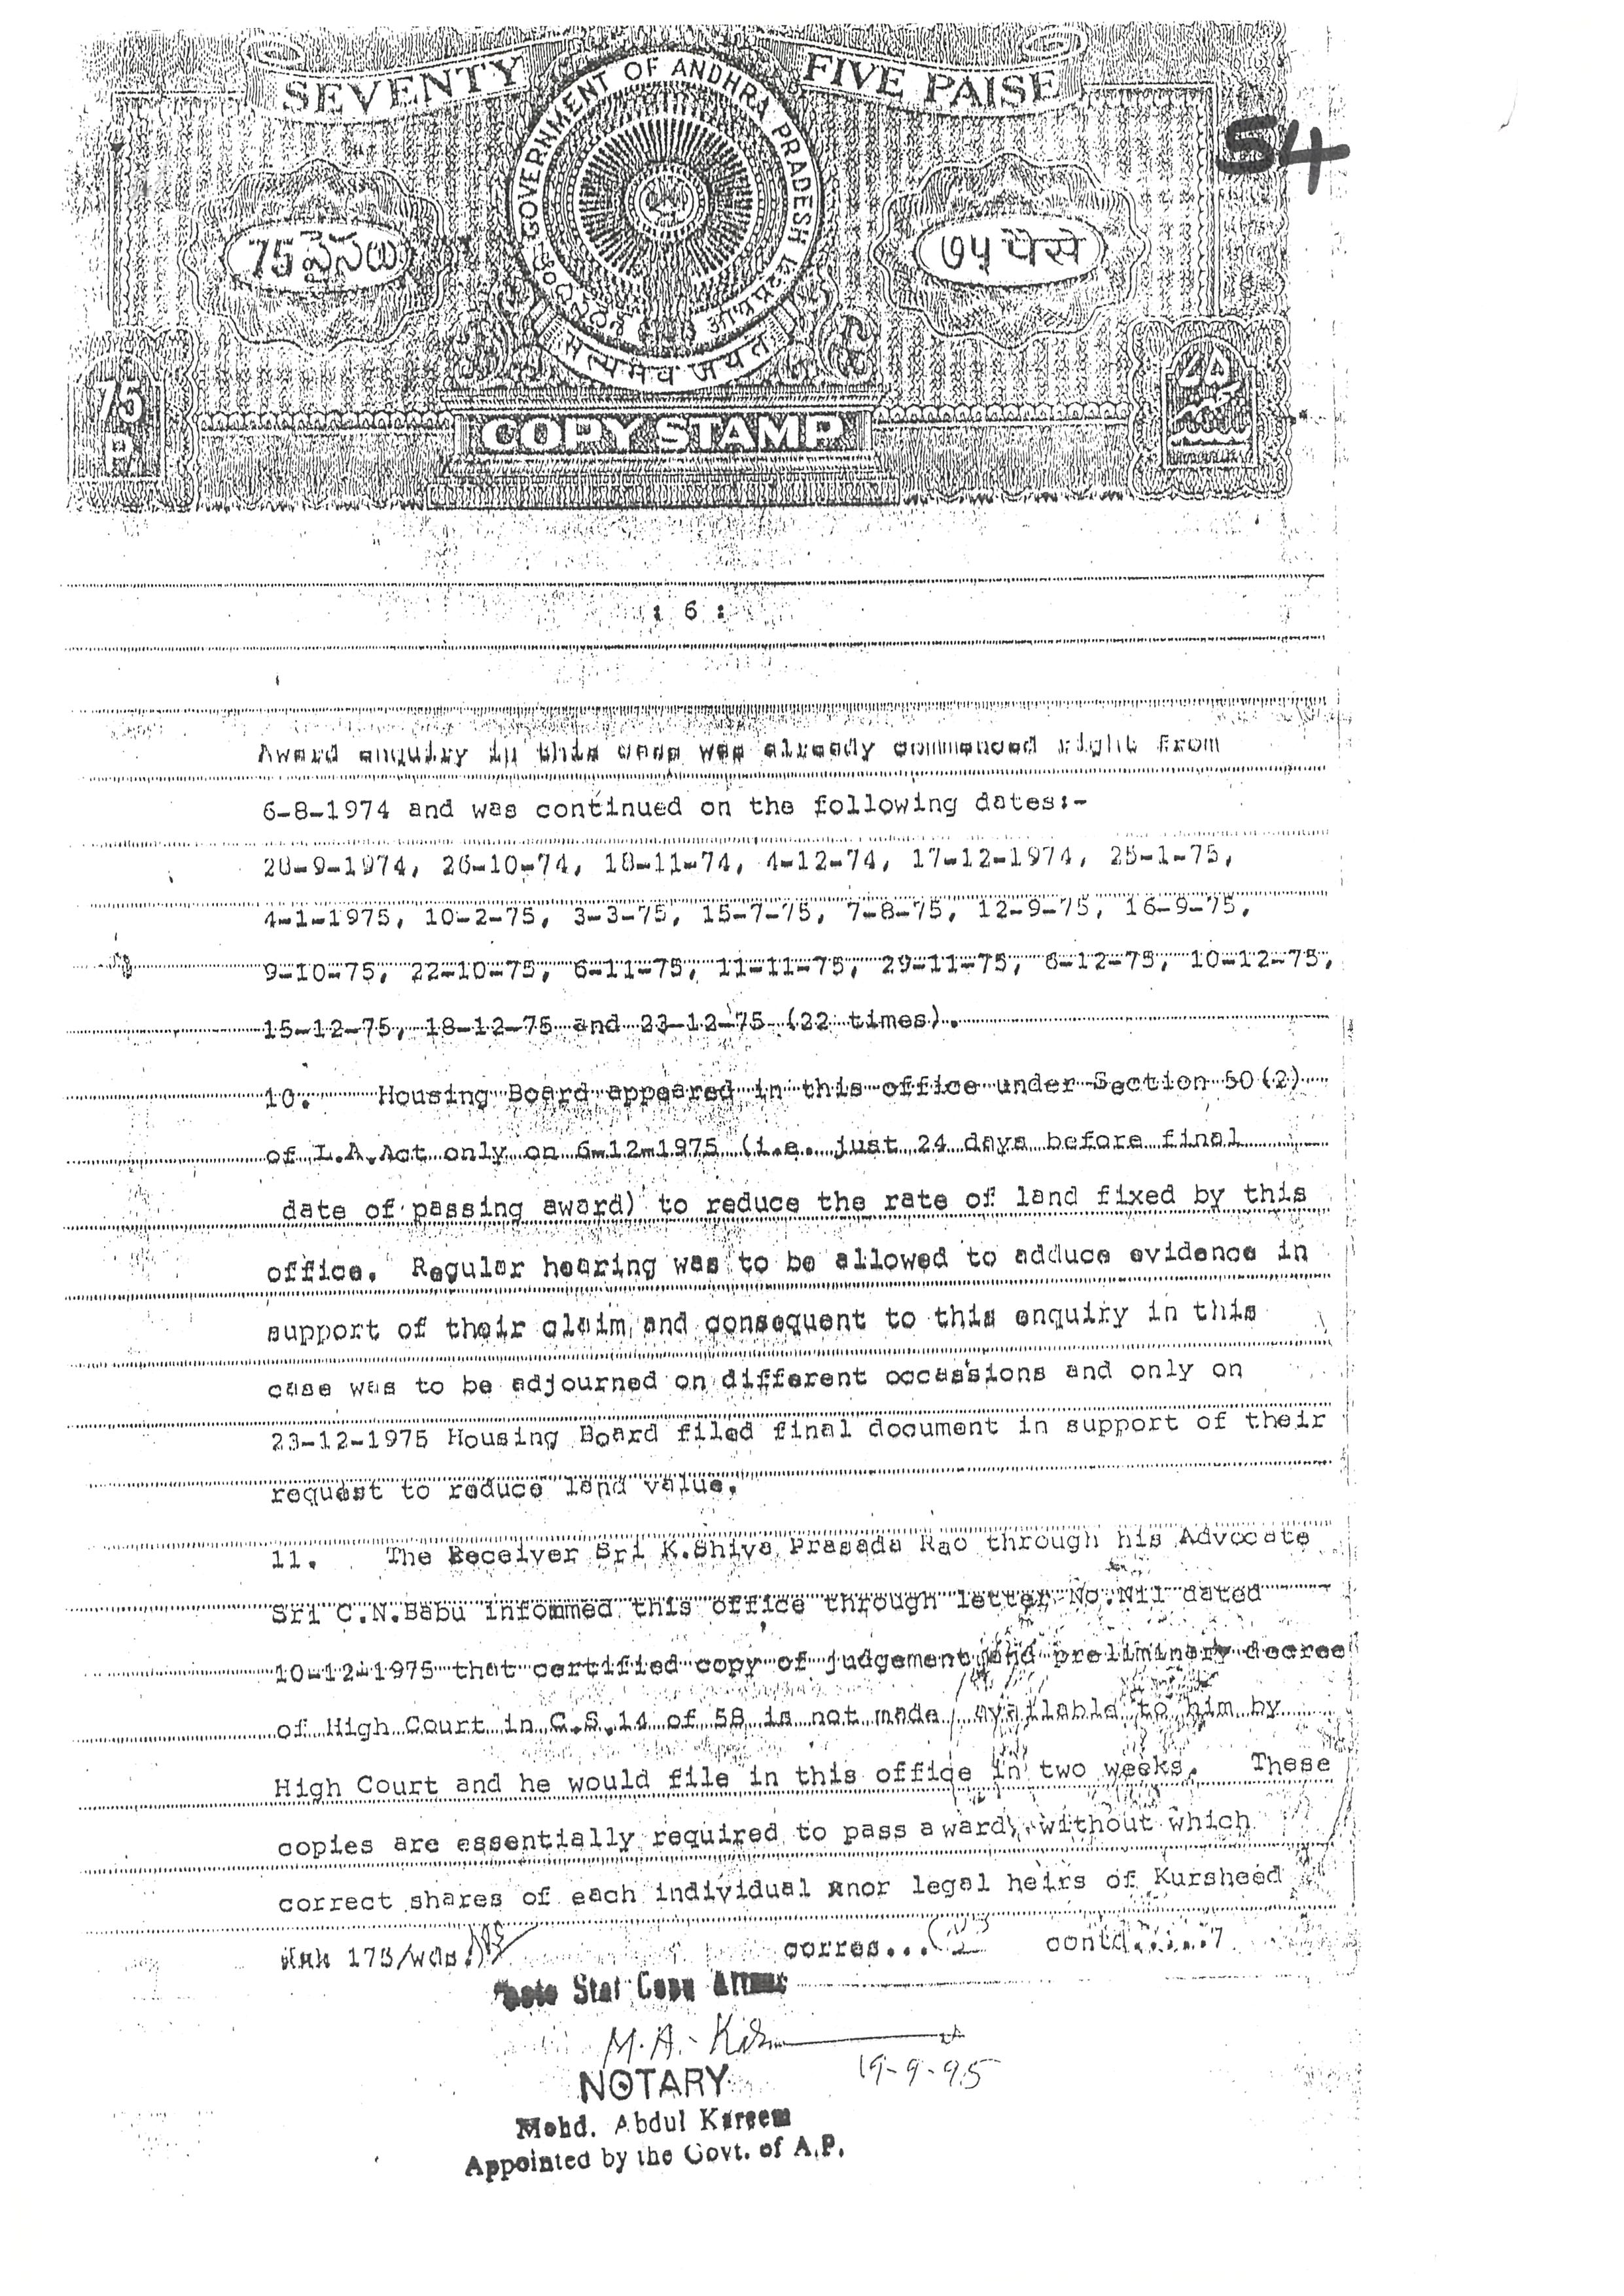 SEVENTY FIVE PAISE
GOVERNMENT OF ANDHRA PRADESH
54
75 పైసలు
७५ पैसे
सत्यमेव जयते
75
P
COPY STAMP
: 6 :
Award enquiry in this case was already commenced right from
6-8-1974 and was continued on the following dates:-
28-9-1974, 26-10-74, 18-11-74, 4-12-74, 17-12-1974, 25-1-75,
4-1-1975, 10-2-75, 3-3-75, 15-7-75, 7-8-75, 12-9-75, 16-9-75,
9-10-75, 22-10-75, 6-11-75, 11-11-75, 29-11-75, 6-12-75, 10-12-75,
15-12-75, 18-12-75 and 23-12-75 (22 times).
10. Housing Board appeared in this office under Section 50(2)
of L.A.Act only on 6-12-1975 (i.e. just 24 days before final
date of passing award) to reduce the rate of land fixed by this
office. Regular hearing was to be allowed to adduce evidence in
support of their claim and consequent to this enquiry in this
case was to be adjourned on different occassions and only on
23-12-1975 Housing Board filed final document in support of their
request to reduce land value.
11. The Receiver Sri K.Shiva Prasada Rao through his Advocate
Sri C.N.Babu infommed this office through letter No.Nil dated
10-12-1975 that certified copy of judgement and preliminery decree
of High Court in C.S.14 of 58 is not made available to him by
High Court and he would file in this office in two weeks. These
copies are essentially required to pass award, without which
correct shares of each individual nor legal heirs of Kursheed
175/wds. corres... contd.....7
Stat Copy
M.A.
19-9-95
NOTARY
Mohd. Abdul Kareem
Appointed by the Govt. of A.P.